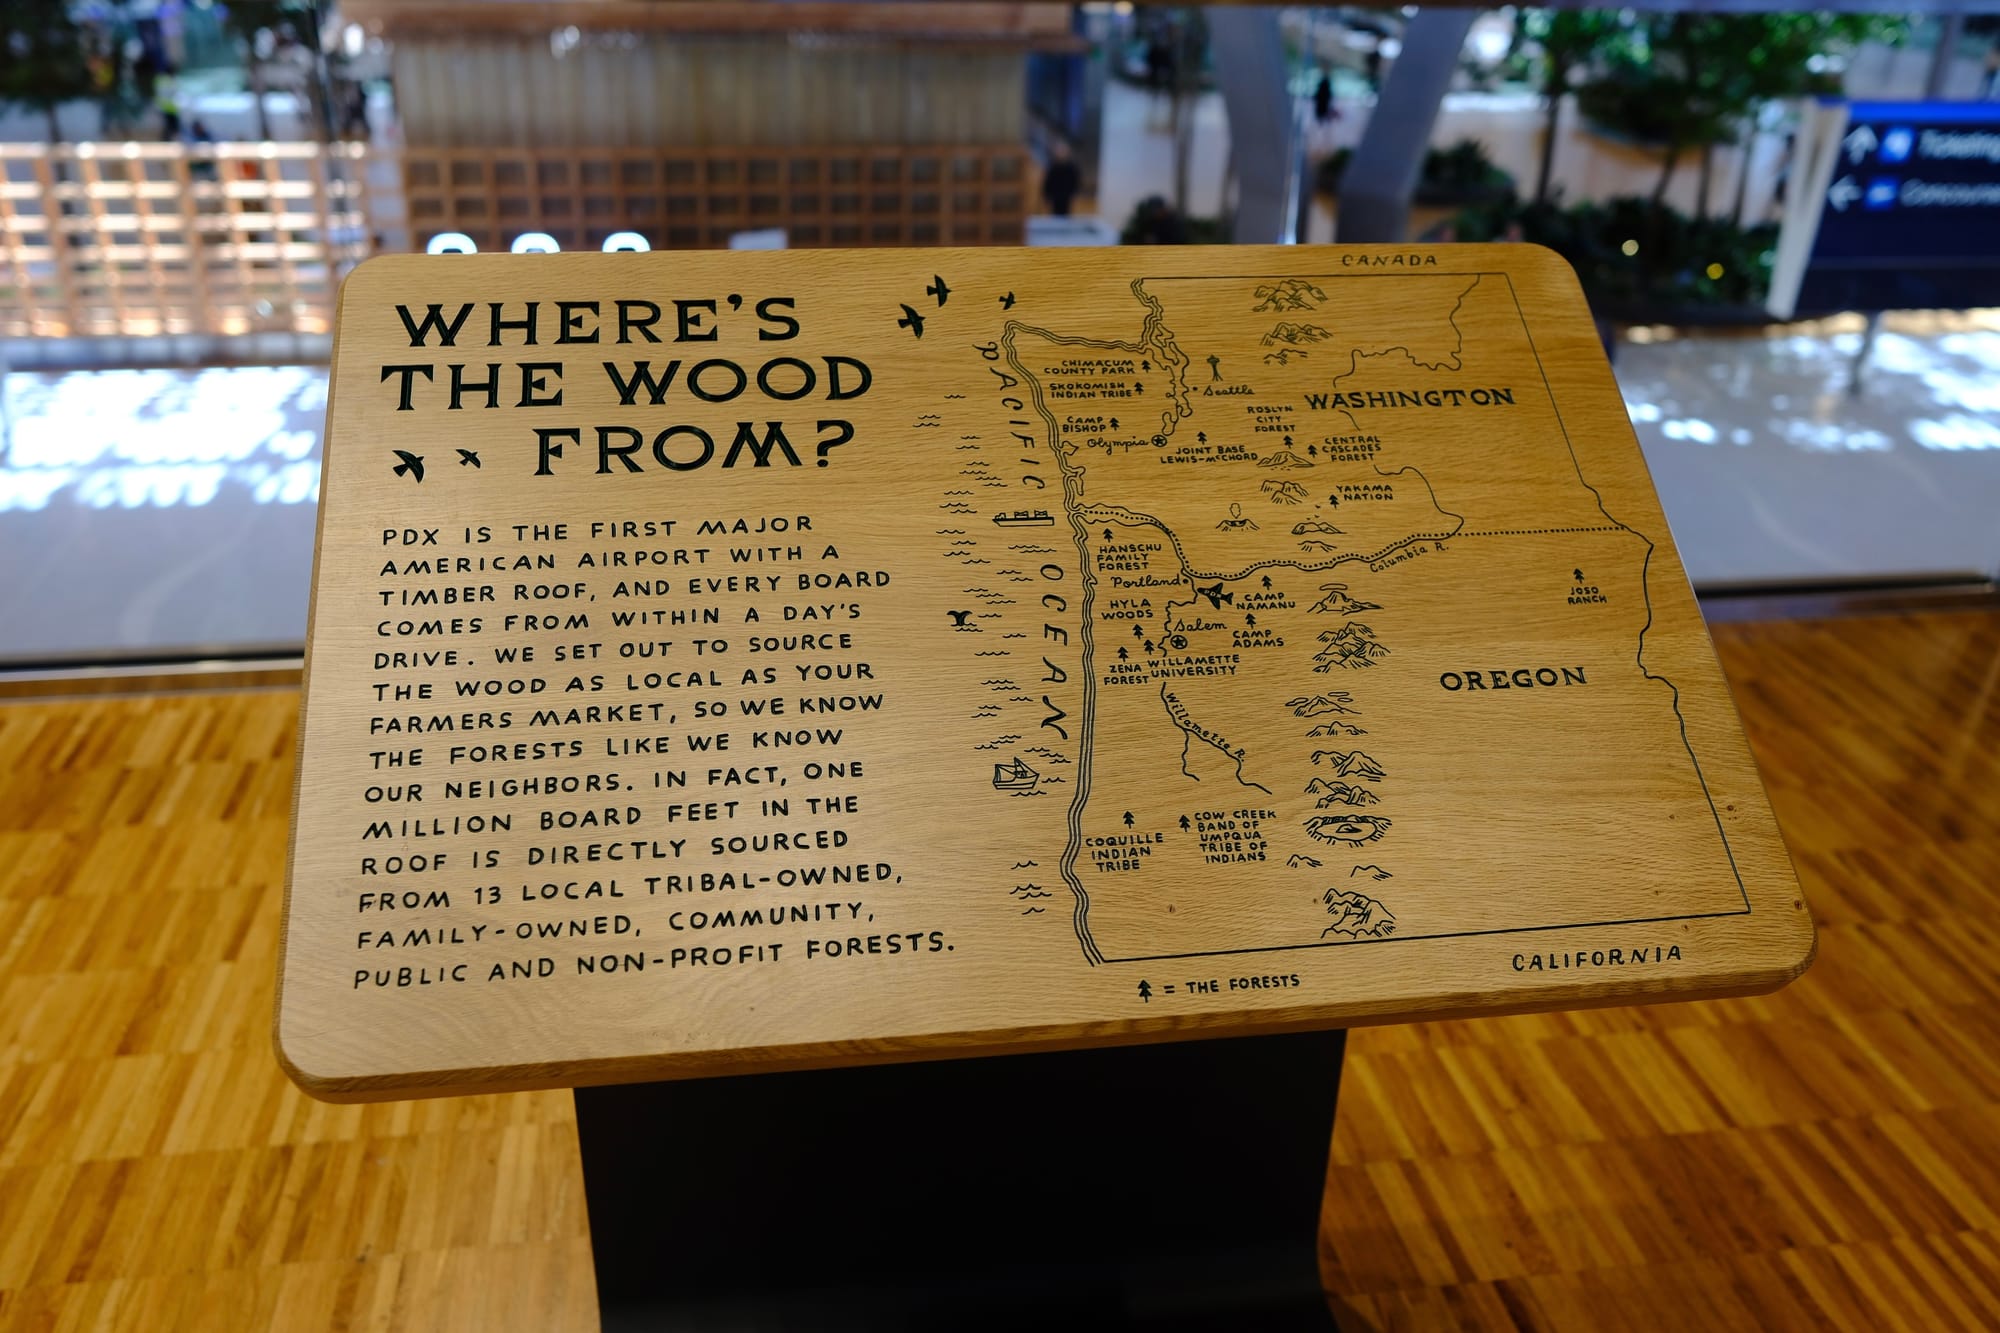 WHERE'S
THE WOOD
FROM?
PDX IS THE FIRST MAJOR
AMERICAN AIRPORT WITH A
TIMBER ROOF, AND EVERY BOARD
COMES FROM WITHIN A DAY'S
DRIVE. WE SET OUT TO SOURCE
THE WOOD AS LOCAL AS YOUR
FARMERS MARKET, SO WE KNOW
THE FORESTS LIKE WE KNOW
OUR NEIGHBORS. IN FACT, ONE
MILLION BOARD FEET IN THE
ROOF IS DIRECTLY SOURCED
FROM 13 LOCAL TRIBAL-OWNED,
FAMILY-OWNED, COMMUNITY,
PUBLIC AND NON-PROFIT FORESTS.
CANADA
PACIFIC OCEAN
CHIMACUM
COUNTY PARK
SKOKOMISH
INDIAN TRIBE
Seattle
WASHINGTON
CAMP
BISHOP
Olympia
JOINT BASE
LEWIS-McCHORD
ROSLYN
CITY
FOREST
CENTRAL
CASCADES
FOREST
YAKAMA
NATION
HANSCHU
FAMILY
FOREST
Columbia R.
Portland
CAMP
NAMANU
JOSO
RANCH
HYLA
WOODS
Salem
CAMP
ADAMS
ZENA
FOREST
WILLAMETTE
UNIVERSITY
OREGON
Willamette R.
COQUILLE
INDIAN
TRIBE
COW CREEK
BAND OF
UMPQUA
TRIBE OF
INDIANS
CALIFORNIA
= THE FORESTS
Ticketing
Concourse